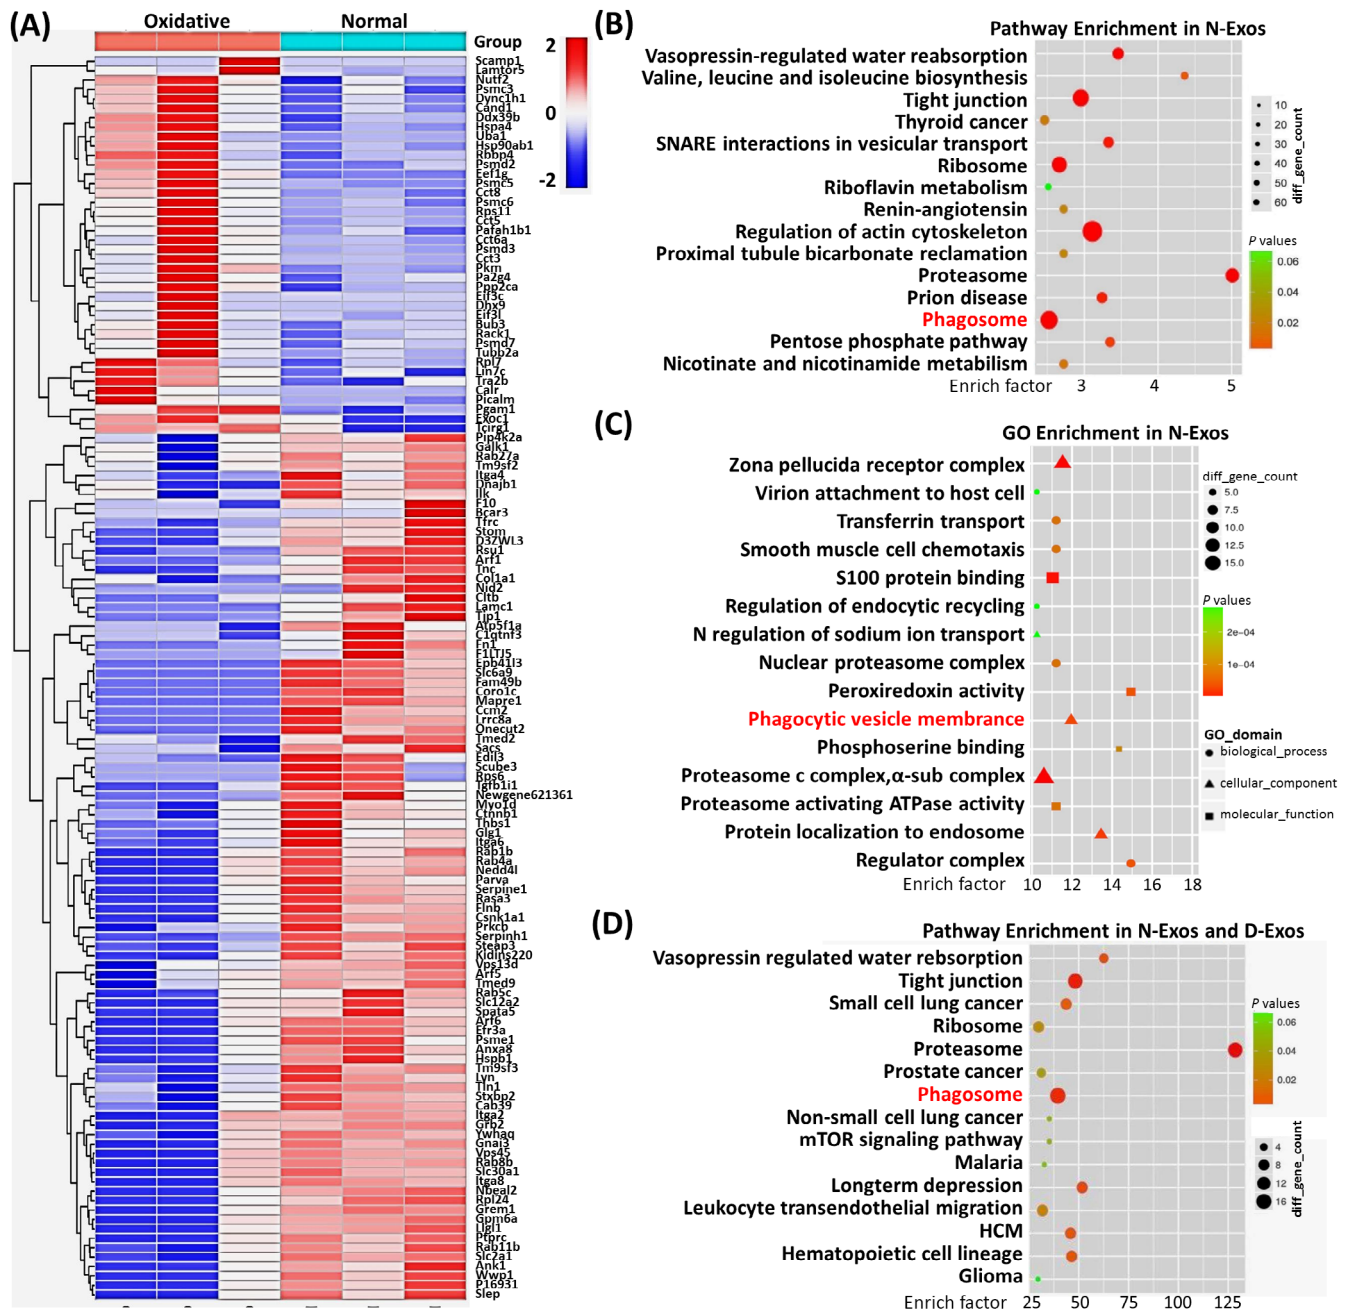 (A)
Oxidative
Normal
Group
2
0
-2
Scamp1
Lamtor5
Nutf2
Psmc3
Dync1h1
Cand1
Ddx39b
Hspa4
Uba1
Hsp90ab1
Rbbp4
Psmd2
Eef1g
Psmc5
Cct8
Psmc6
Rps11
Cct5
Pafah1b1
Cct6a
Psmd3
Cct3
Pkm
Pa2g4
Ppp2ca
Eif3c
Dhx9
Eif3l
Bub3
Rack1
Psmd7
Tubb2a
Rpl7
Lin7c
Tra2b
Calr
Picalm
Pgam1
Exoc1
Tcirg1
Pip4k2a
Galk1
Rab27a
Tm9sf2
Itga4
Dnajb1
Ilk
F10
Bcar3
Tfrc
Stom
D3ZWL3
Rsu1
Arf1
Tnc
Col1a1
Nid2
Cltb
Lamc1
Tjp1
Atp5f1a
C1qtnf3
Fn1
F1LTJ5
Epb41l3
Slc6a9
Fam49b
Coro1c
Mapre1
Ccm2
Lrrc8a
Onecut2
Tmed2
Sacs
Edil3
Scube3
Rps6
Tgfb1i1
Newgene621361
Myo1d
Ctnnb1
Thbs1
Glg1
Itga6
Rab1b
Rab4a
Nedd4l
Parva
Serpine1
Rasa3
Flnb
Csnk1a1
Prkcb
Serpinh1
Steap3
Kidins220
Vps13d
Arf5
Tmed9
Rab5c
Slc12a2
Spata5
Arf6
Efr3a
Psme1
Anxa8
Hspb1
Tm9sf3
Lyn
Tln1
Stxbp2
Cab39
Itga2
Grb2
Ywhaq
Gnai3
Vps45
Rab8b
Slc30a1
Itga8
Nbeal2
Rpl24
Grem1
Gpm6a
Llgl1
Ptprc
Rab11b
Slc2a1
Ank1
Wwp1
P16931
Slep
(B)
Pathway Enrichment in N-Exos
Vasopressin-regulated water reabsorption
Valine, leucine and isoleucine biosynthesis
Tight junction
Thyroid cancer
SNARE interactions in vesicular transport
Ribosome
Riboflavin metabolism
Renin-angiotensin
Regulation of actin cytoskeleton
Proximal tubule bicarbonate reclamation
Proteasome
Prion disease
Phagosome
Pentose phosphate pathway
Nicotinate and nicotinamide metabilism
Enrich factor 3 4 5
10
20
30
40
50
60
diff_gene_count
P values
0.06
0.04
0.02
(C)
GO Enrichment in N-Exos
Zona pellucida receptor complex
Virion attachment to host cell
Transferrin transport
Smooth muscle cell chemotaxis
S100 protein binding
Regulation of endocytic recycling
N regulation of sodium ion transport
Nuclear proteasome complex
Peroxiredoxin activity
Phagocytic vesicle membrance
Phosphoserine binding
Proteasome c complex,α-sub complex
Proteasome activating ATPase activity
Protein localization to endosome
Regulator complex
Enrich factor
10 12 14 16 18
diff_gene_count
5.0
7.5
10.0
12.5
15.0
P values
2e−04
1e−04
GO_domain
biological_process
cellular_component
molecular_function
(D)
Pathway Enrichment in N-Exos and D-Exos
Vasopressin regulated water rebsorption
Tight junction
Small cell lung cancer
Ribosome
Proteasome
Prostate cancer
Phagosome
Non-small cell lung cancer
mTOR signaling pathway
Malaria
Longterm depression
Leukocyte transendothelial migration
HCM
Hematopoietic cell lineage
Glioma
Enrich factor
25 50 75 100 125
P values
0.06
0.04
0.02
4
8
12
16
diff_gene_count